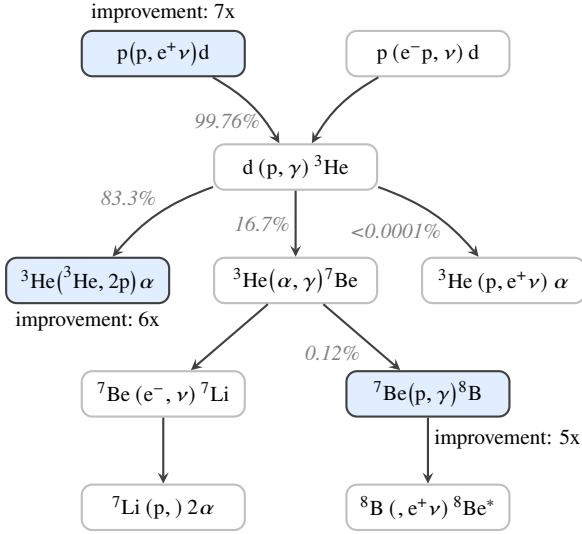 improvement: 7x
p(p, e⁺ν)d
p (e⁻p, ν) d
99.76%
d (p, γ) ³He
83.3%
16.7%
<0.0001%
³He(³He, 2p) α
³He(α, γ)⁷Be
³He (p, e⁺ν) α
improvement: 6x
0.12%
⁷Be (e⁻, ν) ⁷Li
⁷Be(p, γ)⁸B
improvement: 5x
⁷Li (p, ) 2α
⁸B (, e⁺ν) ⁸Be*